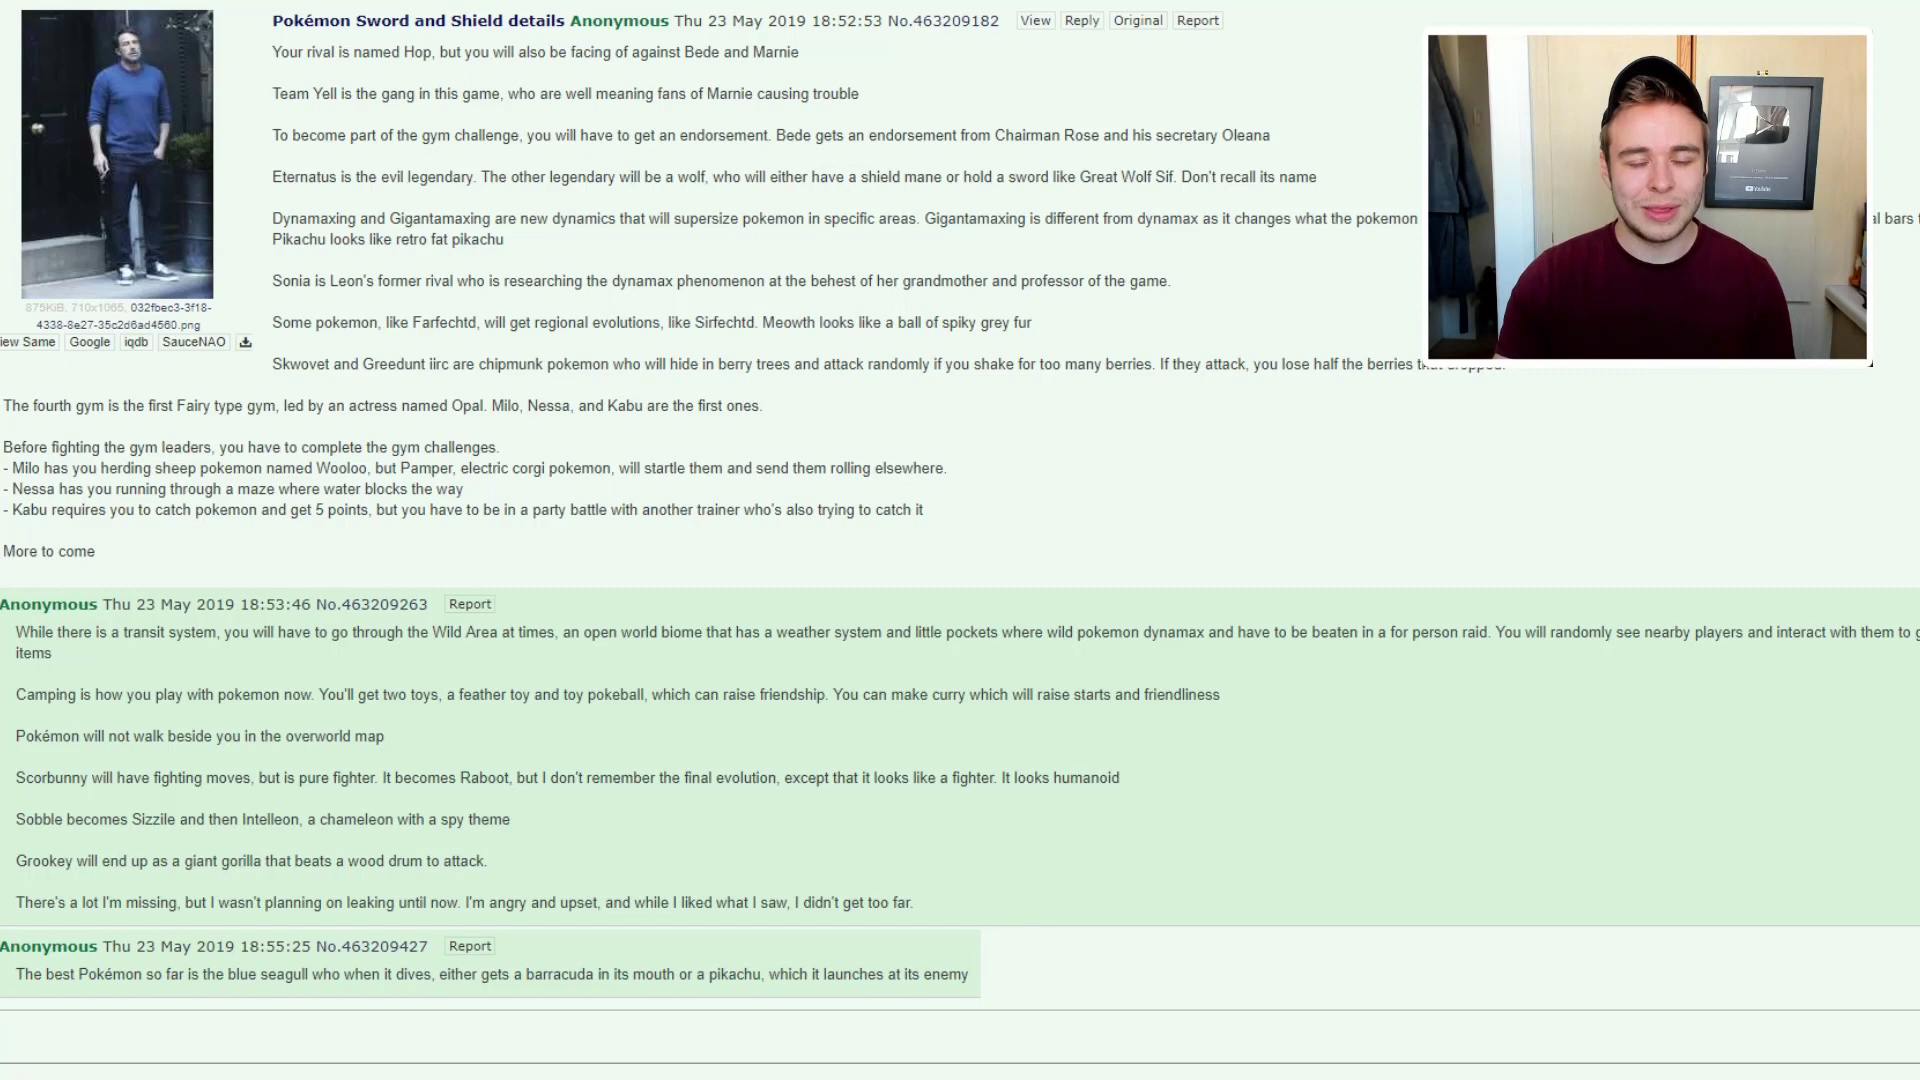 Pokémon Sword and Shield details Anonymous Thu 23 May 2019 18:52:53 No.463209182 View Reply Original Report
Your rival is named Hop, but you will also be facing of against Bede and Marnie
Team Yell is the gang in this game, who are well meaning fans of Marnie causing trouble
To become part of the gym challenge, you will have to get an endorsement. Bede gets an endorsement from Chairman Rose and his secretary Oleana
Eternatus is the evil legendary. The other legendary will be a wolf, who will either have a shield mane or hold a sword like Great Wolf Sif. Don't recall its name
Dynamaxing and Gigantamaxing are new dynamics that will supersize pokemon in specific areas. Gigantamaxing is different from dynamax as it changes what the pokemon
al bars
Pikachu looks like retro fat pikachu
Sonia is Leon's former rival who is researching the dynamax phenomenon at the behest of her grandmother and professor of the game.
875KiB, 710x1065, 032fbec3-3f18-
4338-8e27-35c2d6ad4560.png
iew Same Google iqdb SauceNAO
Some pokemon, like Farfechtd, will get regional evolutions, like Sirfechtd. Meowth looks like a ball of spiky grey fur
Skwovet and Greedunt iirc are chipmunk pokemon who will hide in berry trees and attack randomly if you shake for too many berries. If they attack, you lose half the berries
The fourth gym is the first Fairy type gym, led by an actress named Opal. Milo, Nessa, and Kabu are the first ones.
Before fighting the gym leaders, you have to complete the gym challenges.
- Milo has you herding sheep pokemon named Wooloo, but Pamper, electric corgi pokemon, will startle them and send them rolling elsewhere.
- Nessa has you running through a maze where water blocks the way
- Kabu requires you to catch pokemon and get 5 points, but you have to be in a party battle with another trainer who's also trying to catch it
More to come
Anonymous Thu 23 May 2019 18:53:46 No.463209263 Report
While there is a transit system, you will have to go through the Wild Area at times, an open world biome that has a weather system and little pockets where wild pokemon dynamax and have to be beaten in a for person raid. You will randomly see nearby players and interact with them to
items
Camping is how you play with pokemon now. You'll get two toys, a feather toy and toy pokeball, which can raise friendship. You can make curry which will raise starts and friendliness
Pokémon will not walk beside you in the overworld map
Scorbunny will have fighting moves, but is pure fighter. It becomes Raboot, but I don't remember the final evolution, except that it looks like a fighter. It looks humanoid
Sobble becomes Sizzile and then Intelleon, a chameleon with a spy theme
Grookey will end up as a giant gorilla that beats a wood drum to attack.
There's a lot I'm missing, but I wasn't planning on leaking until now. I'm angry and upset, and while I liked what I saw, I didn't get too far.
Anonymous Thu 23 May 2019 18:55:25 No.463209427 Report
The best Pokémon so far is the blue seagull who when it dives, either gets a barracuda in its mouth or a pikachu, which it launches at its enemy
YouTube